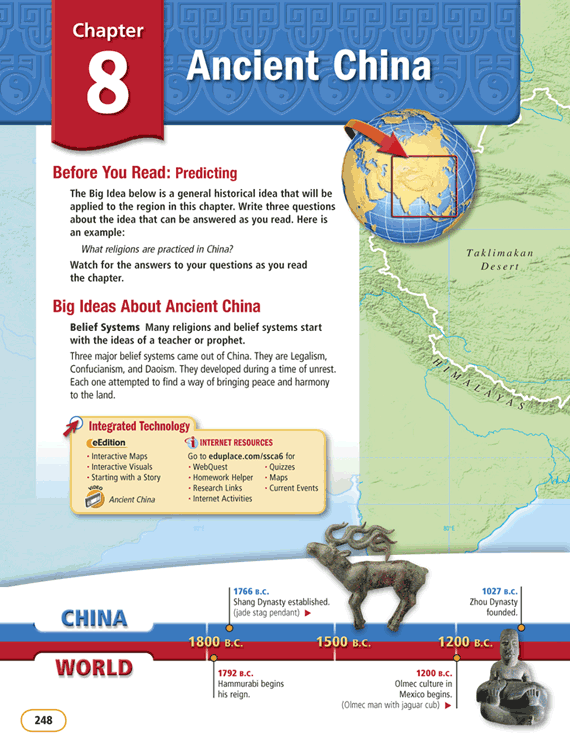 Chapter
8
Ancient China
Before You Read: Predicting
The Big Idea below is a general historical idea that will be
applied to the region in this chapter. Write three questions
about the idea that can be answered as you read. Here is
an example:
What religions are practiced in China?
Watch for the answers to your questions as you read
the chapter.
Big Ideas About Ancient China
Belief Systems Many religions and belief systems start
with the ideas of a teacher or prophet.
Three major belief systems came out of China. They are Legalism,
Confucianism, and Daoism. They developed during a time of unrest.
Each one attempted to find a way of bringing peace and harmony
to the land.
Integrated Technology
eEdition
• Interactive Maps
• Interactive Visuals
• Starting with a Story
VIDEO
Ancient China
INTERNET RESOURCES
Go to eduplace.com/ssca6 for
• WebQuest
• Homework Helper
• Research Links
• Internet Activities
• Quizzes
• Maps
• Current Events
Taklimakan
Desert
HIMALAYAS
80°E
CHINA
1766 B.C.
Shang Dynasty established.
(jade stag pendant) ▶
1027 B.C.
Zhou Dynasty
founded.
1800 B.C. 1500 B.C. 1200 B.C.
WORLD
1792 B.C.
Hammurabi begins
his reign.
1200 B.C.
Olmec culture in
Mexico begins.
(Olmec man with jaguar cub) ▶
248